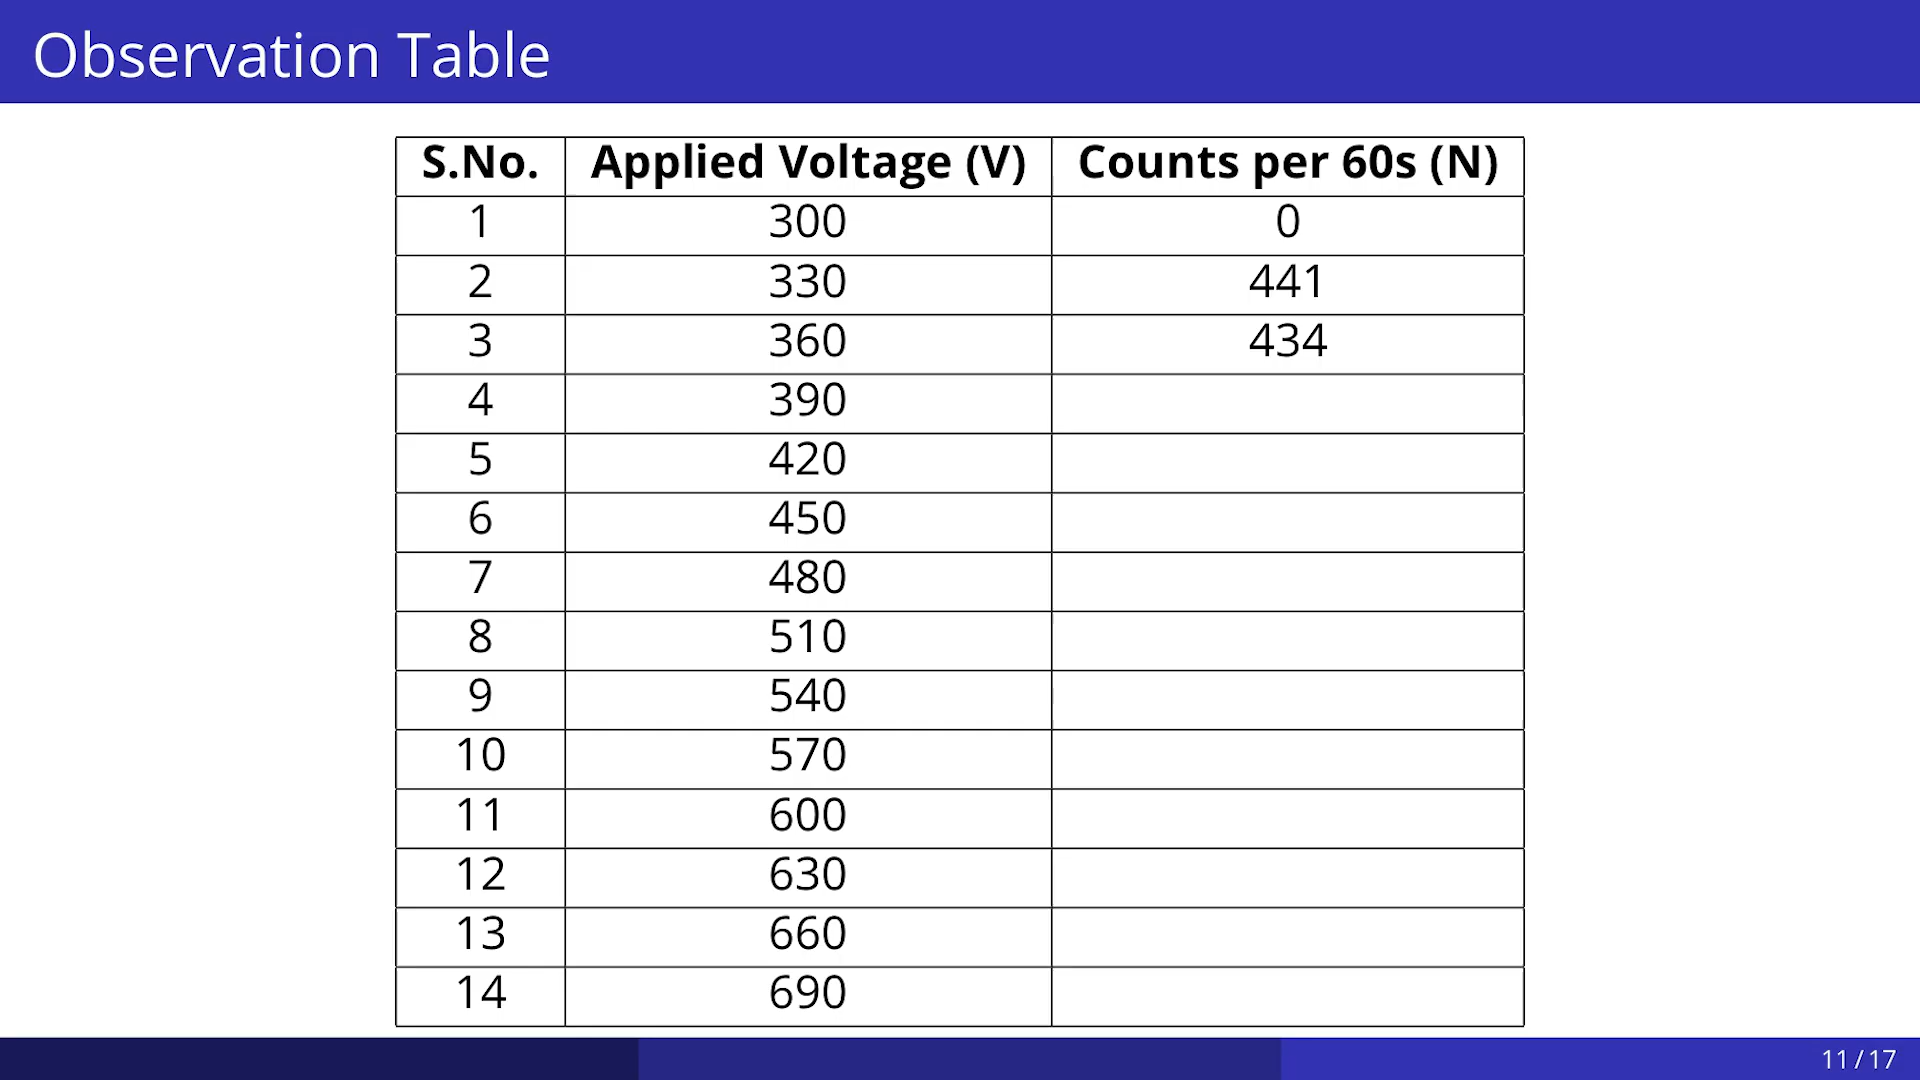 Observation Table
S.No. Applied Voltage (V) Counts per 60s (N)
1 300 0
2 330 441
3 360 434
4 390
5 420
6 450
7 480
8 510
9 540
10 570
11 600
12 630
13 660
14 690
11 / 17